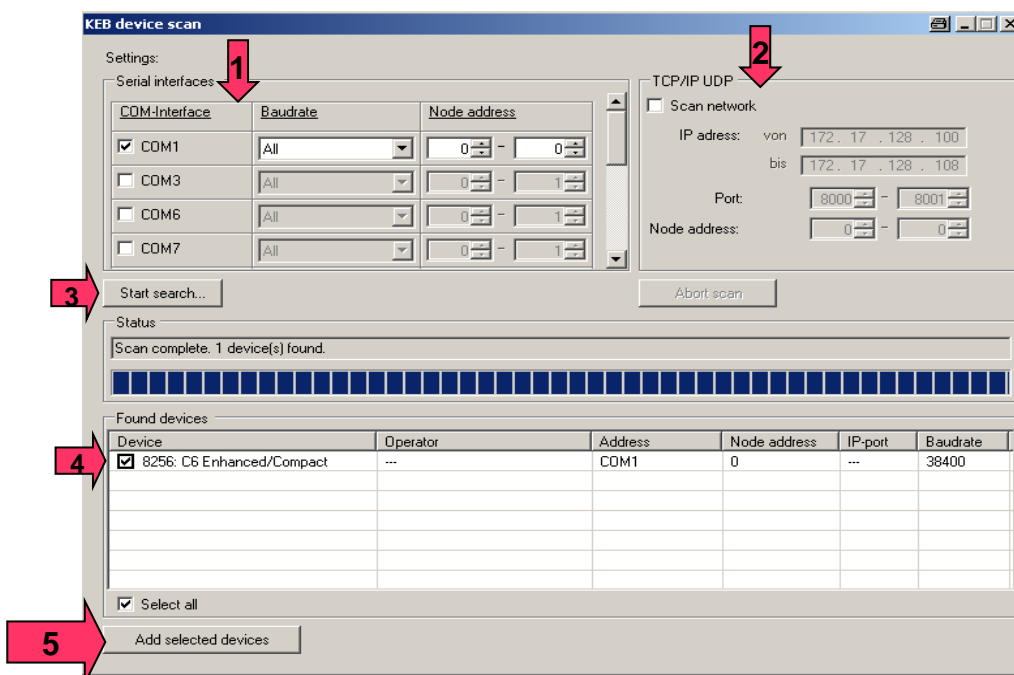 KEB device scan
Settings:
1
2
Serial interfaces
COM-Interface Baudrate Node address
COM1 All 0 - 0
COM3 All 0 - 1
COM6 All 0 - 1
COM7 All 0 - 1
TCP/IP UDP
Scan network
IP adress: von 172 . 17 . 128 . 100
bis 172 . 17 . 128 . 108
Port: 8000 - 8001
Node address: 0 - 0
3
Start search...
Abort scan
Status
Scan complete. 1 device(s) found.
Found devices
Device Operator Address Node address IP-port Baudrate
4
8256: C6 Enhanced/Compact --- COM1 0 --- 38400
Select all
5
Add selected devices